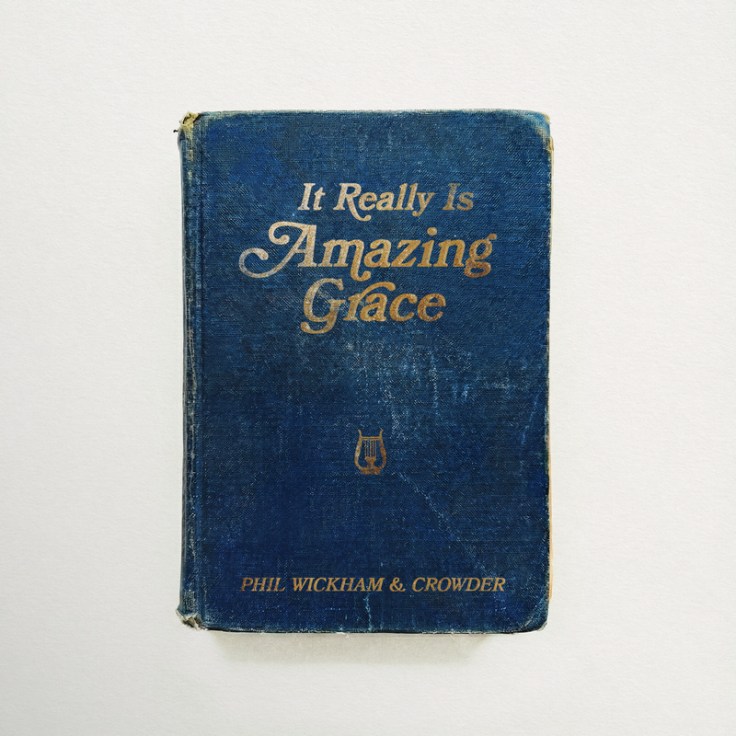 It Really Is
Amazing
Grace
PHIL WICKHAM & CROWDER